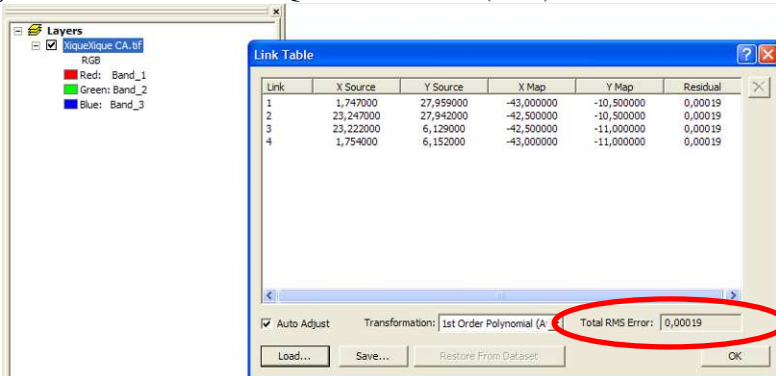 Layers
XiqueXique CA.tif
RGB
Red: Band_1
Green: Band_2
Blue: Band_3
Link Table
Link X Source Y Source X Map Y Map Residual
1 1,747000 27,959000 -43,000000 -10,500000 0,00019
2 23,247000 27,942000 -42,500000 -10,500000 0,00019
3 23,222000 6,129000 -42,500000 -11,000000 0,00019
4 1,754000 6,152000 -43,000000 -11,000000 0,00019
Auto Adjust Transformation: 1st Order Polynomial (A Total RMS Error: 0,00019
Load... Save... Restore From Dataset OK